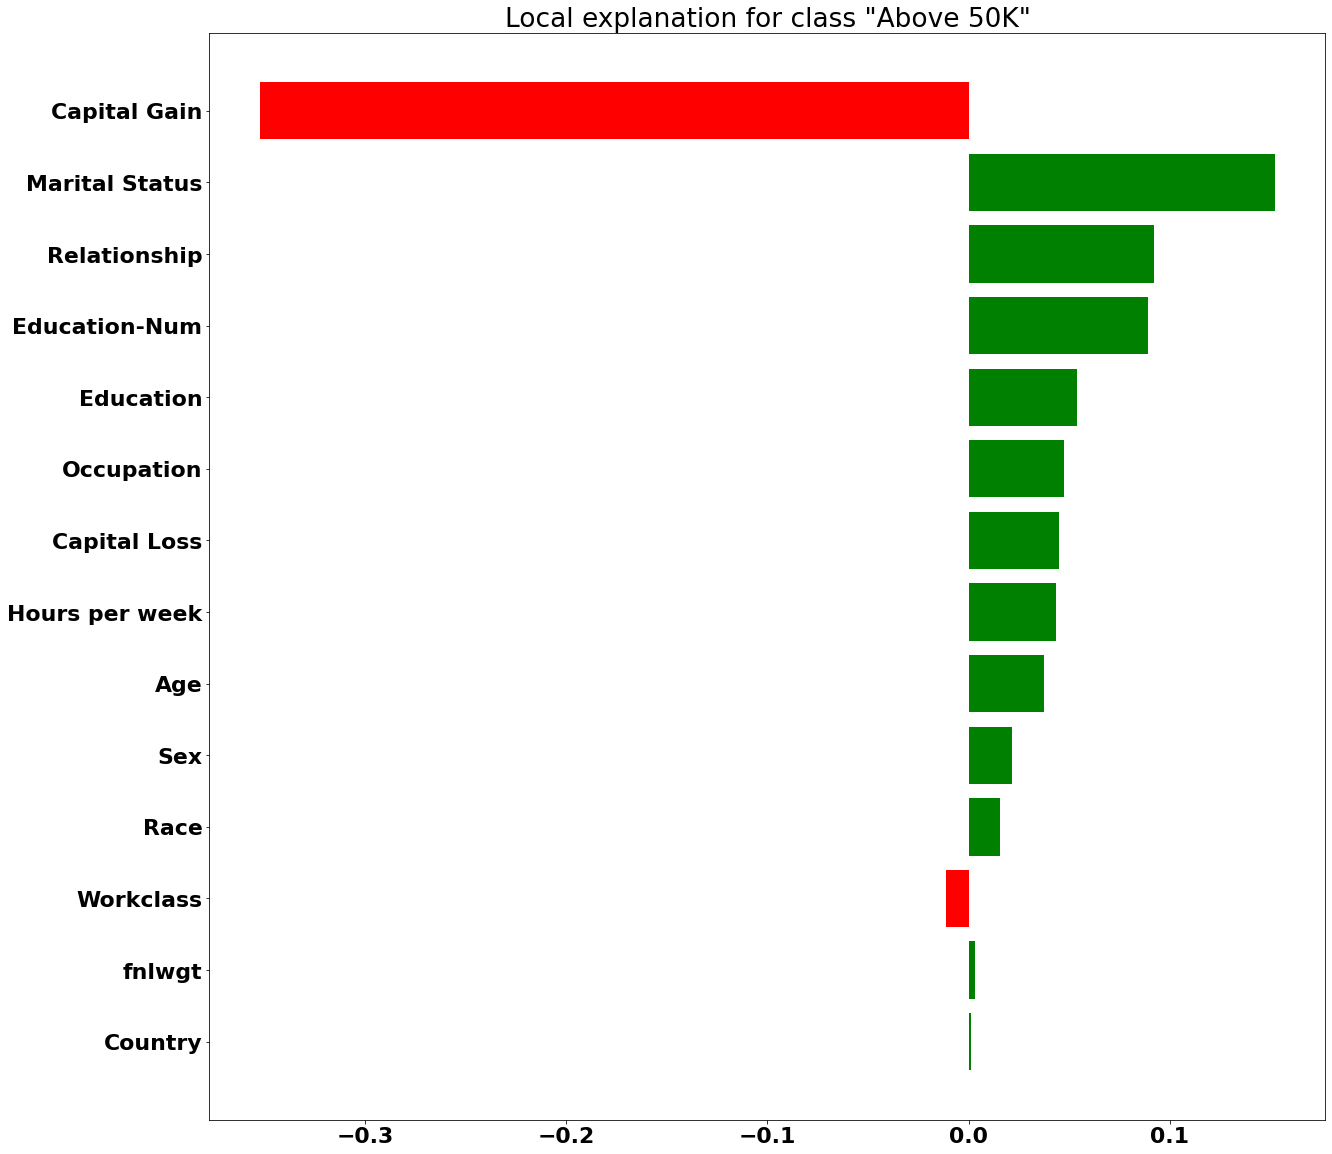 Local explanation for class "Above 50K"
Capital Gain
Marital Status
Relationship
Education-Num
Education
Occupation
Capital Loss
Hours per week
Age
Sex
Race
Workclass
fnlwgt
Country
−0.3 −0.2 −0.1 0.0 0.1